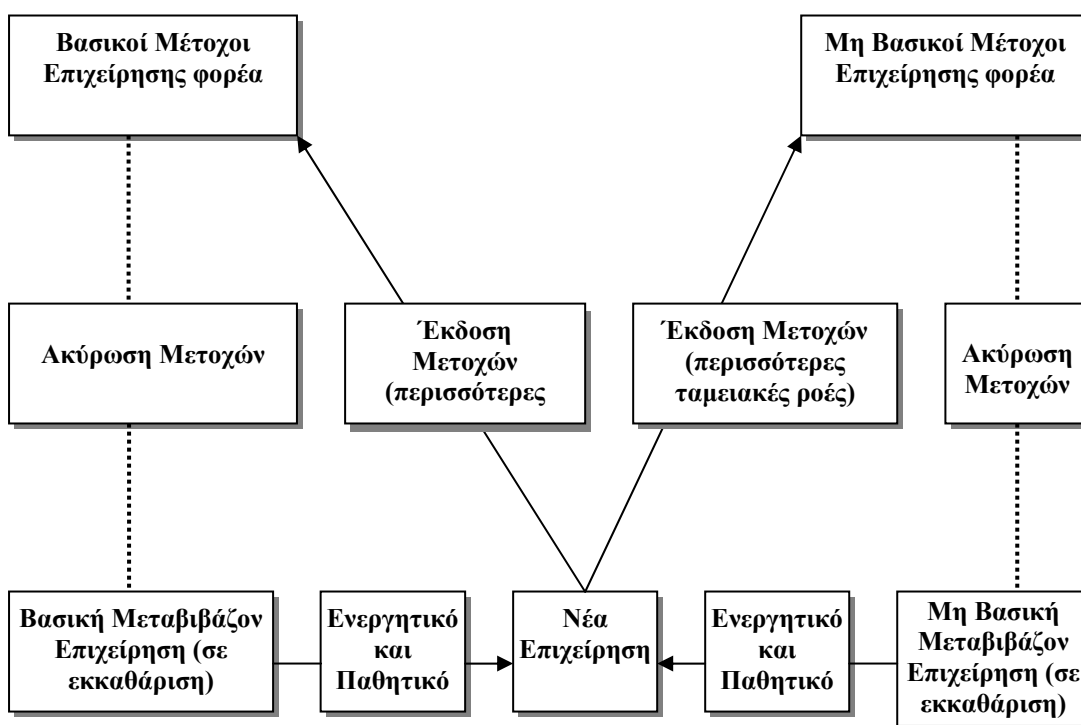 Βασικοί Μέτοχοι
Επιχείρησης φορέα
Μη Βασικοί Μέτοχοι
Επιχείρησης φορέα
Ακύρωση Μετοχών
Έκδοση
Μετοχών
(περισσότερες
Έκδοση Μετοχών
(περισσότερες
ταμειακές ροές)
Ακύρωση
Μετοχών
Βασική Μεταβιβάζον
Επιχείρηση (σε
εκκαθάριση)
Ενεργητικό
και
Παθητικό
Νέα
Επιχείρηση
Ενεργητικό
και
Παθητικό
Μη Βασική
Μεταβιβάζον
Επιχείρηση (σε
εκκαθάριση)